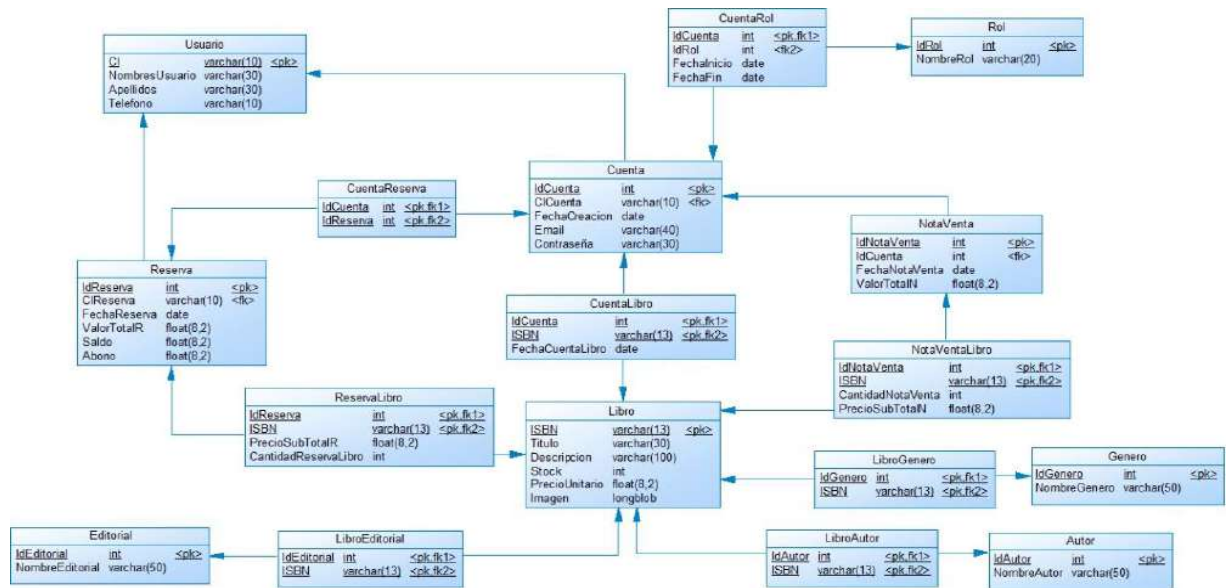 CuentaRol
IdCuenta int <pk,fk1>
IdRol int <fk2>
FechaInicio date
FechaFin date
Rol
IdRol int <pk>
NombreRol varchar(20)
Usuario
CI varchar(10) <pk>
NombresUsuario varchar(30)
Apellidos varchar(30)
Telefono varchar(10)
Cuenta
IdCuenta int <pk>
CICuenta varchar(10) <fk>
FechaCreacion date
Email varchar(40)
Contraseña varchar(30)
CuentaReserva
IdCuenta int <pk,fk1>
IdReserva int <pk,fk2>
NotaVenta
IdNotaVenta int <pk>
IdCuenta int <fk>
FechaNotaVenta date
ValorTotalN float(8,2)
Reserva
IdReserva int <pk>
CIReserva varchar(10) <fk>
FechaReserva date
ValorTotalR float(8,2)
Saldo float(8,2)
Abono float(8,2)
CuentaLibro
IdCuenta int <pk,fk1>
ISBN varchar(13) <pk,fk2>
FechaCuentaLibro date
NotaVentaLibro
IdNotaVenta int <pk,fk1>
ISBN varchar(13) <pk,fk2>
CantidadNotaVenta int
PrecioSubTotalN float(8,2)
ReservaLibro
IdReserva int <pk,fk1>
ISBN varchar(13) <pk,fk2>
PrecioSubTotalR float(8,2)
CantidadReservaLibro int
Libro
ISBN varchar(13) <pk>
Titulo varchar(30)
Descripcion varchar(100)
Stock int
PrecioUnitario float(8,2)
Imagen longblob
LibroGenero
IdGenero int <pk,fk1>
ISBN varchar(13) <pk,fk2>
Genero
IdGenero int <pk>
NombreGenero varchar(50)
Editorial
IdEditorial int <pk>
NombreEditorial varchar(50)
LibroEditorial
IdEditorial int <pk,fk1>
ISBN varchar(13) <pk,fk2>
LibroAutor
IdAutor int <pk,fk1>
ISBN varchar(13) <pk,fk2>
Autor
IdAutor int <pk>
NombreAutor varchar(50)